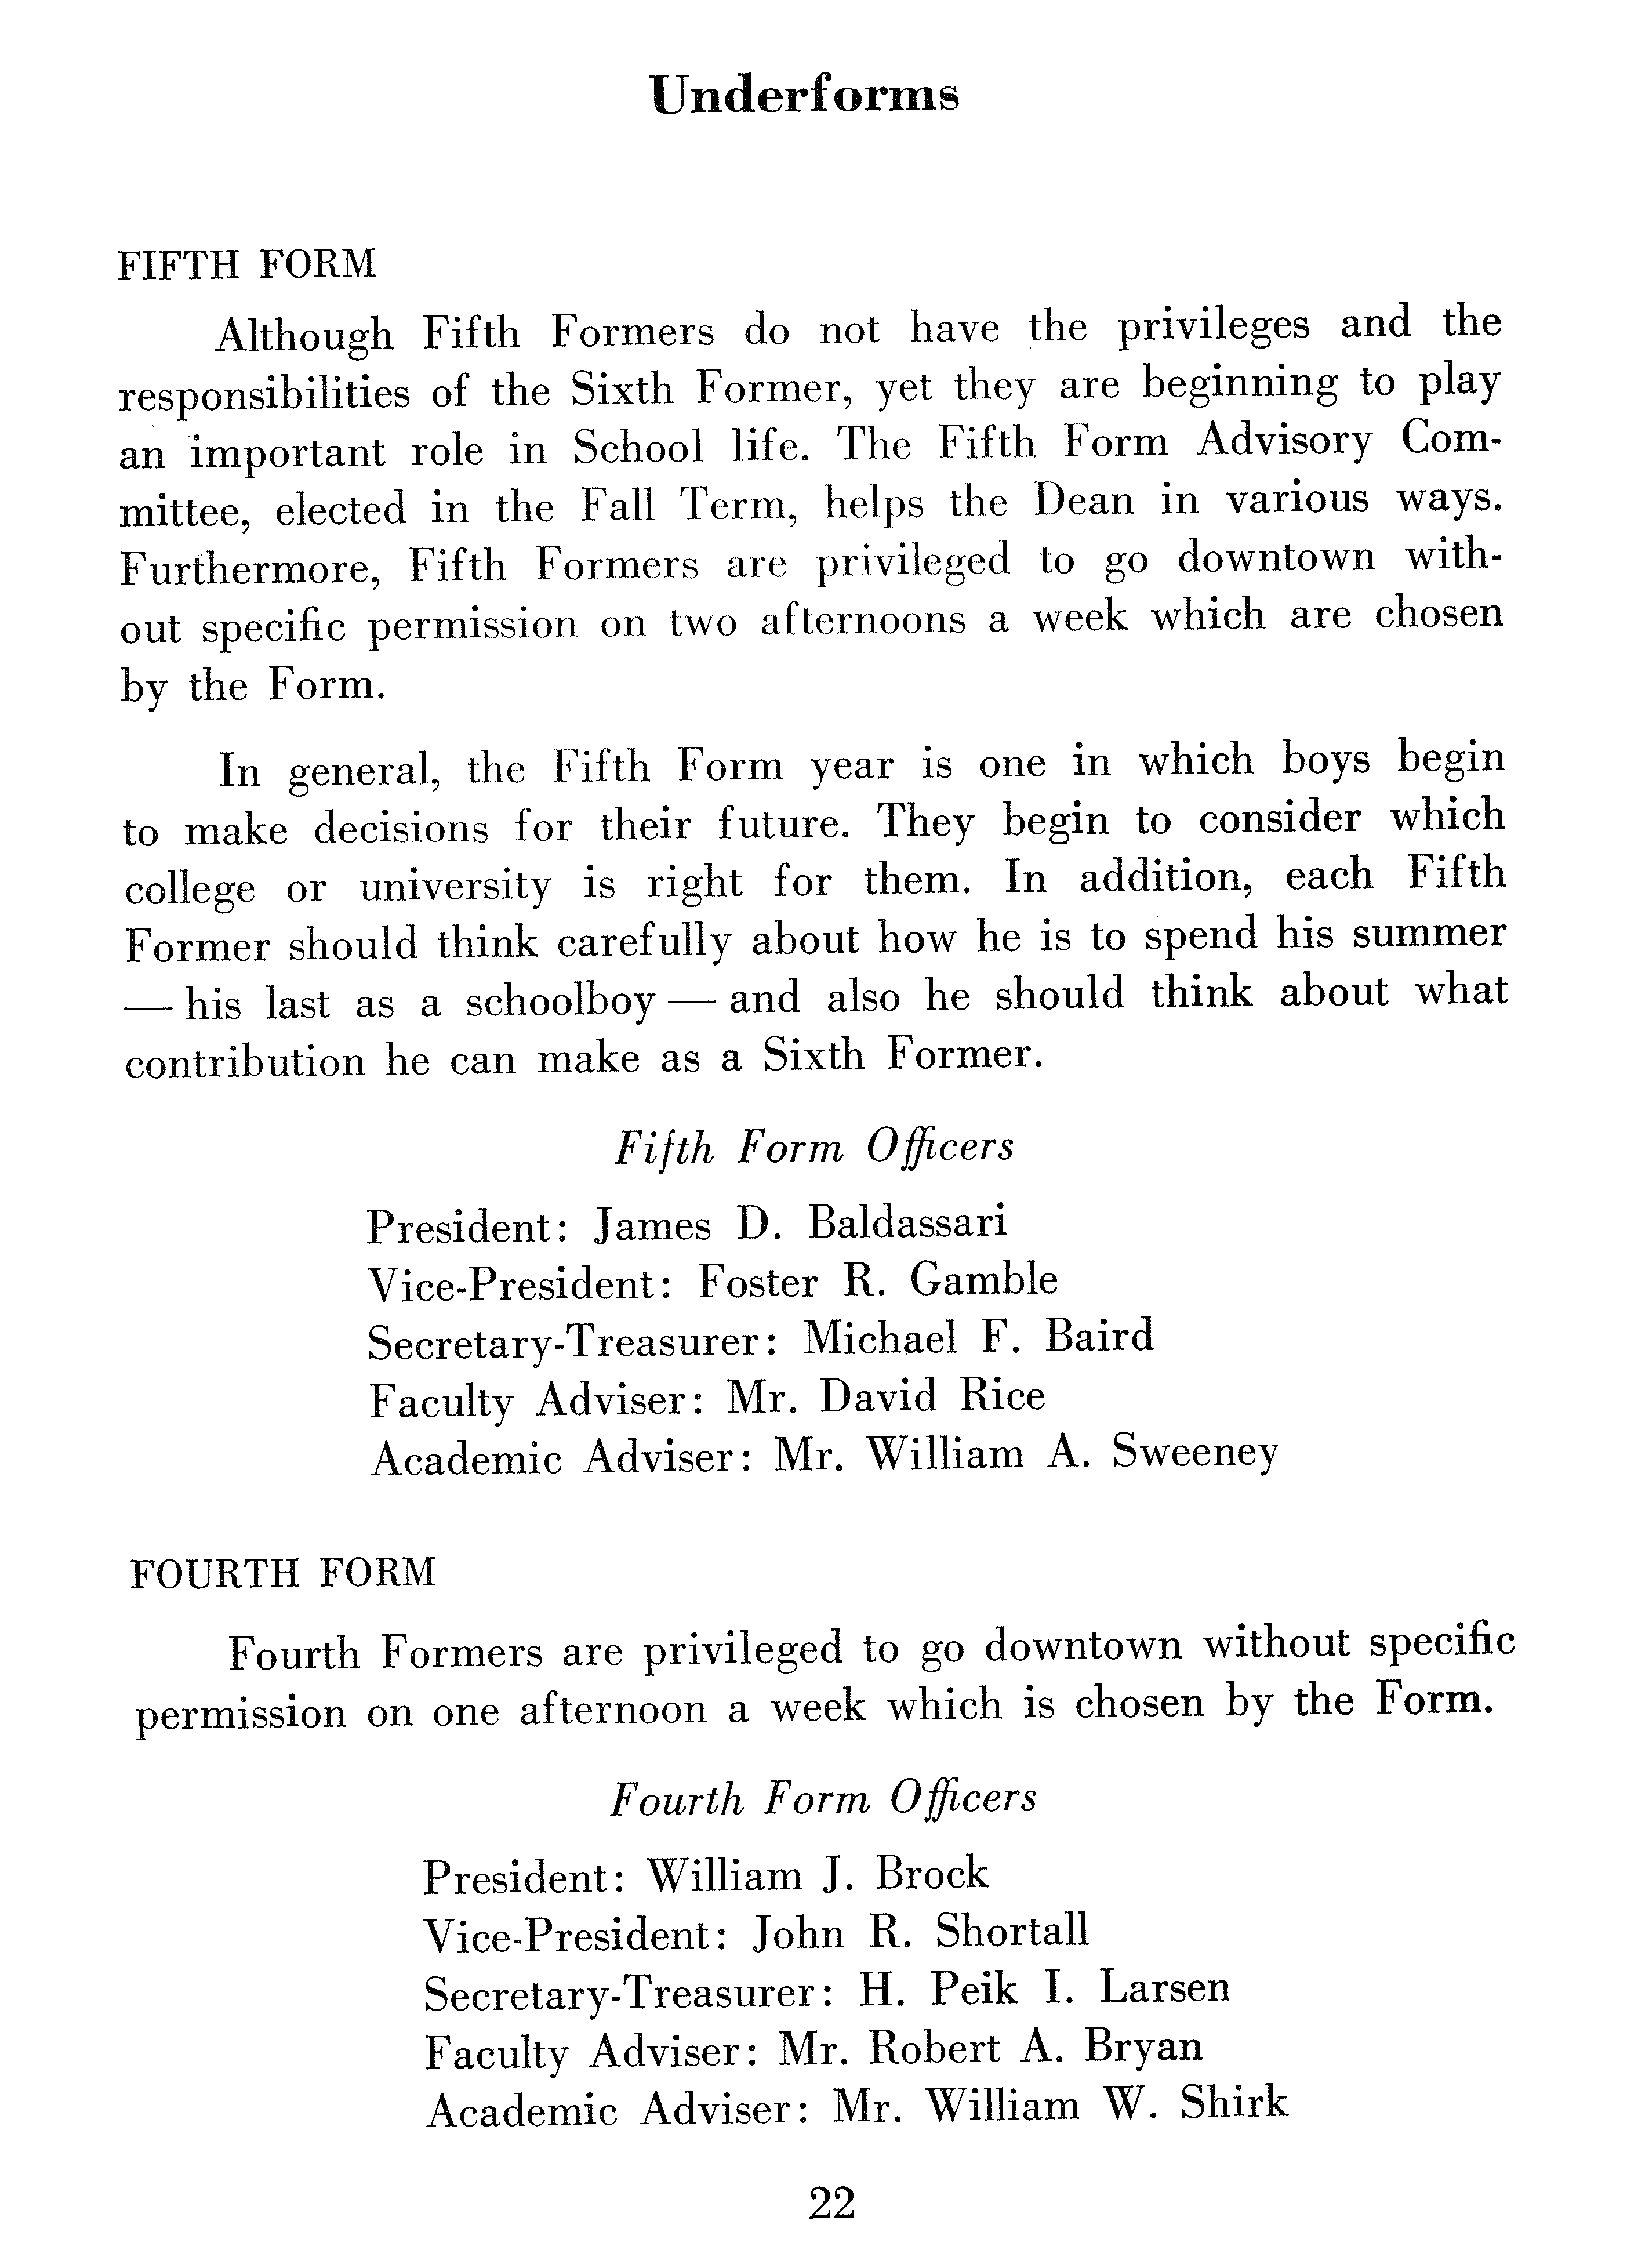 Underforms
FIFTH FORM
Although Fifth Formers do not have the privileges and the
responsibilities of the Sixth Former, yet they are beginning to play
an important role in School life. The Fifth Form Advisory Com-
mittee, elected in the Fall Term, helps the Dean in various ways.
Furthermore, Fifth Formers are privileged to go downtown with-
out specific permission on two afternoons a week which are chosen
by the Form.
In general, the Fifth Form year is one in which boys begin
to make decisions for their future. They begin to consider which
college or university is right for them. In addition, each Fifth
Former should think carefully about how he is to spend his summer
— his last as a schoolboy — and also he should think about what
contribution he can make as a Sixth Former.
Fifth Form Officers
President: James D. Baldassari
Vice-President: Foster R. Gamble
Secretary-Treasurer: Michael F. Baird
Faculty Adviser: Mr. David Rice
Academic Adviser: Mr. William A. Sweeney
FOURTH FORM
Fourth Formers are privileged to go downtown without specific
permission on one afternoon a week which is chosen by the Form.
Fourth Form Officers
President: William J. Brock
Vice-President: John R. Shortall
Secretary-Treasurer: H. Peik I. Larsen
Faculty Adviser: Mr. Robert A. Bryan
Academic Adviser: Mr. William W. Shirk
22